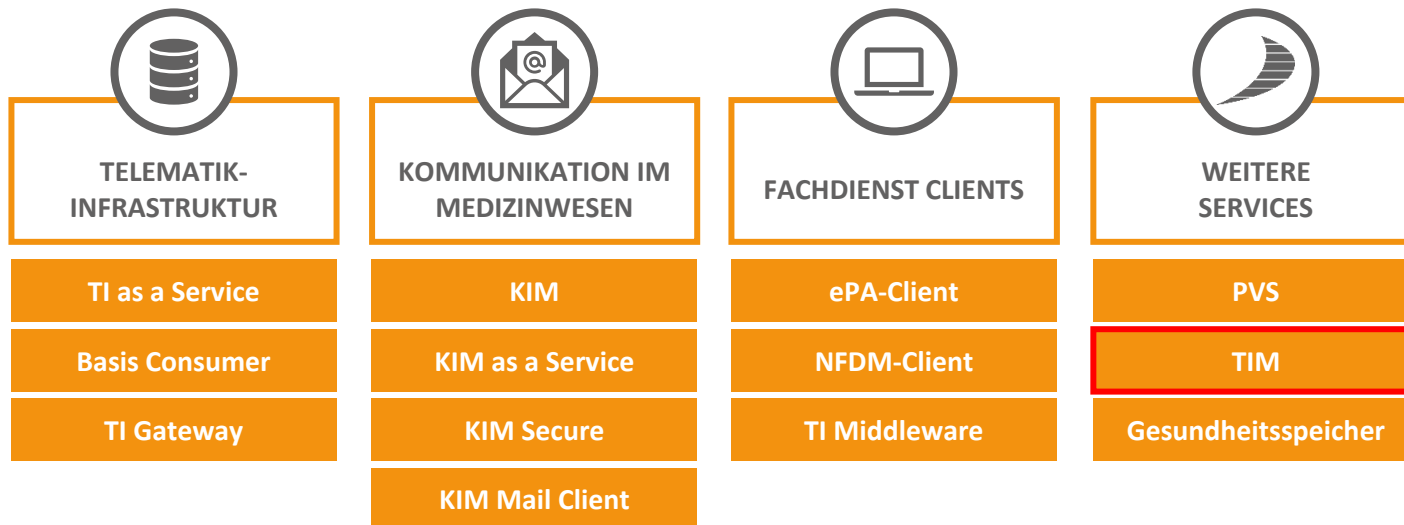 TELEMATIK-
INFRASTRUKTUR
TI as a Service
Basis Consumer
TI Gateway
@
KOMMUNIKATION IM
MEDIZINWESEN
KIM
KIM as a Service
KIM Secure
KIM Mail Client
FACHDIENST CLIENTS
ePA-Client
NFDM-Client
TI Middleware
WEITERE
SERVICES
PVS
TIM
Gesundheitsspeicher